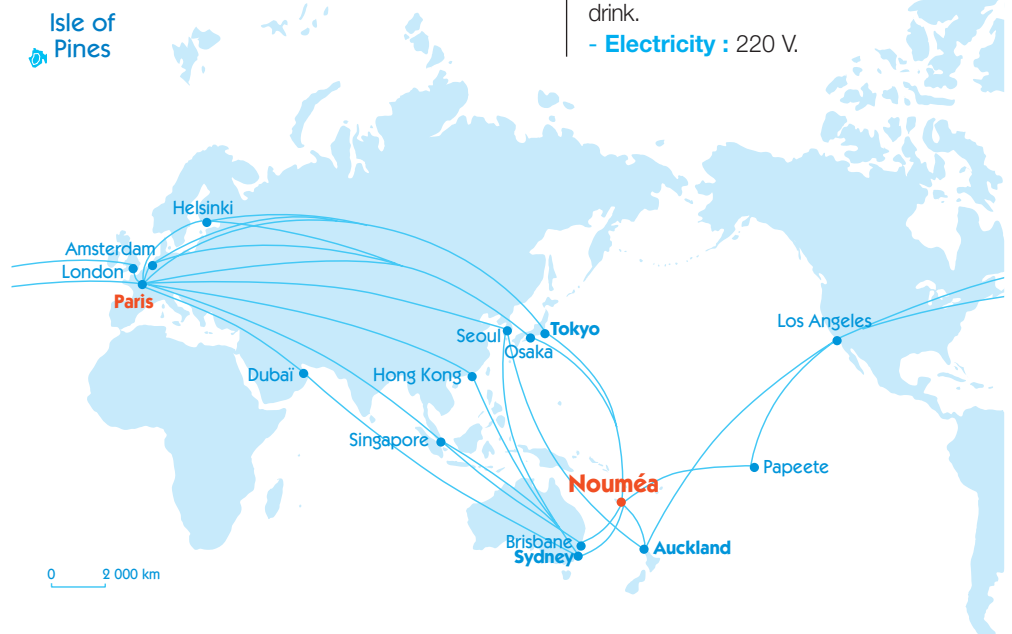 Isle of
Pines
drink.
- Electricity : 220 V.
Helsinki
Amsterdam
London
Paris
Seoul
Tokyo
Osaka
Los Angeles
Dubaï
Hong Kong
Singapore
Papeete
Nouméa
Brisbane
Sydney
Auckland
0 2 000 km